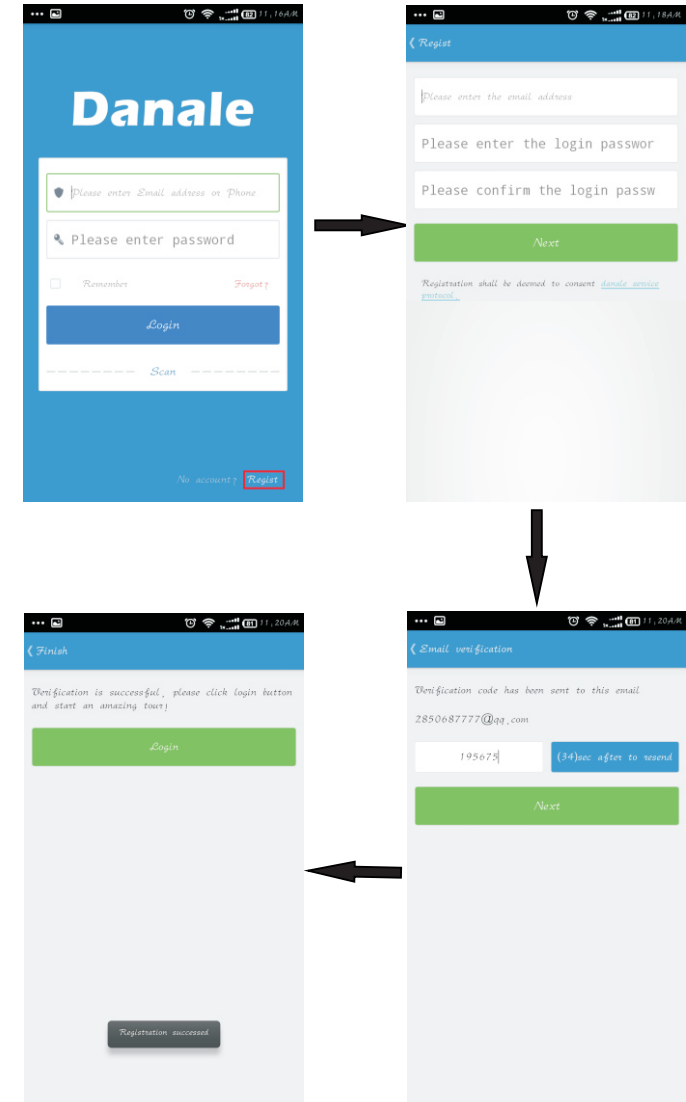 11,16AM
Danale
Please enter Email address or Phone
Please enter password
Remember
Forgot?
Login
Scan
No account? Regist
82
11,18AM
Regist
Please enter the email address
Please enter the login passwor
Please confirm the login passw
Next
Registration shall be deemed to consent danale service
protocol.
81
11,20AM
Email verification
Verification code has been sent to this email
2850687777@qq.com
195675
(34)sec after to resend
Next
81
11,20AM
Finish
Verification is successful, please click login button
and start an amazing tour!
Login
Registration successed